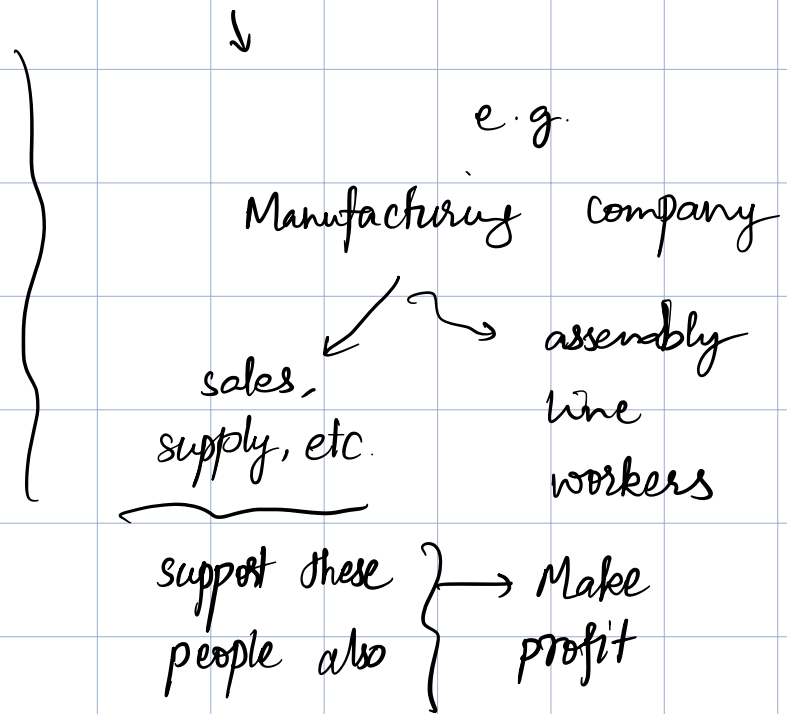 e.g.
Manufacturing company
sales,
supply, etc.
assembly
line
workers
support these
people also
Make
profit